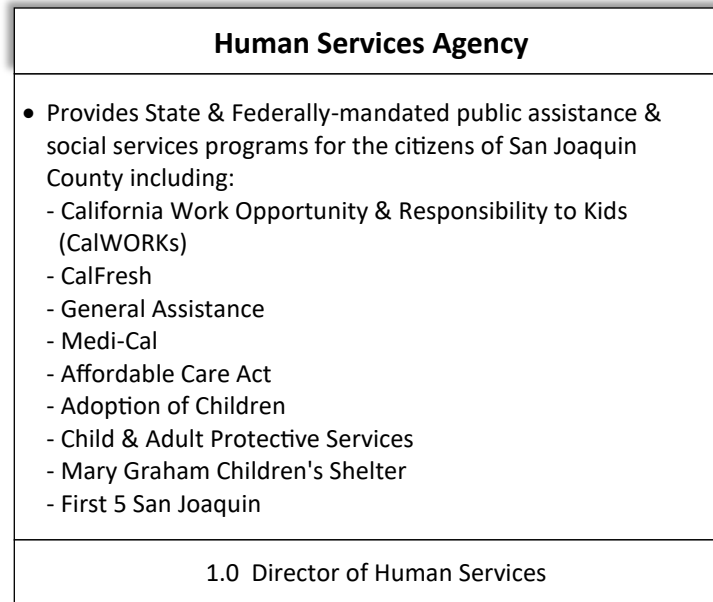 Human Services Agency
• Provides State & Federally-mandated public assistance &
social services programs for the citizens of San Joaquin
County including:
- California Work Opportunity & Responsibility to Kids
(CalWORKs)
- CalFresh
- General Assistance
- Medi-Cal
- Affordable Care Act
- Adoption of Children
- Child & Adult Protective Services
- Mary Graham Children's Shelter
- First 5 San Joaquin
1.0 Director of Human Services